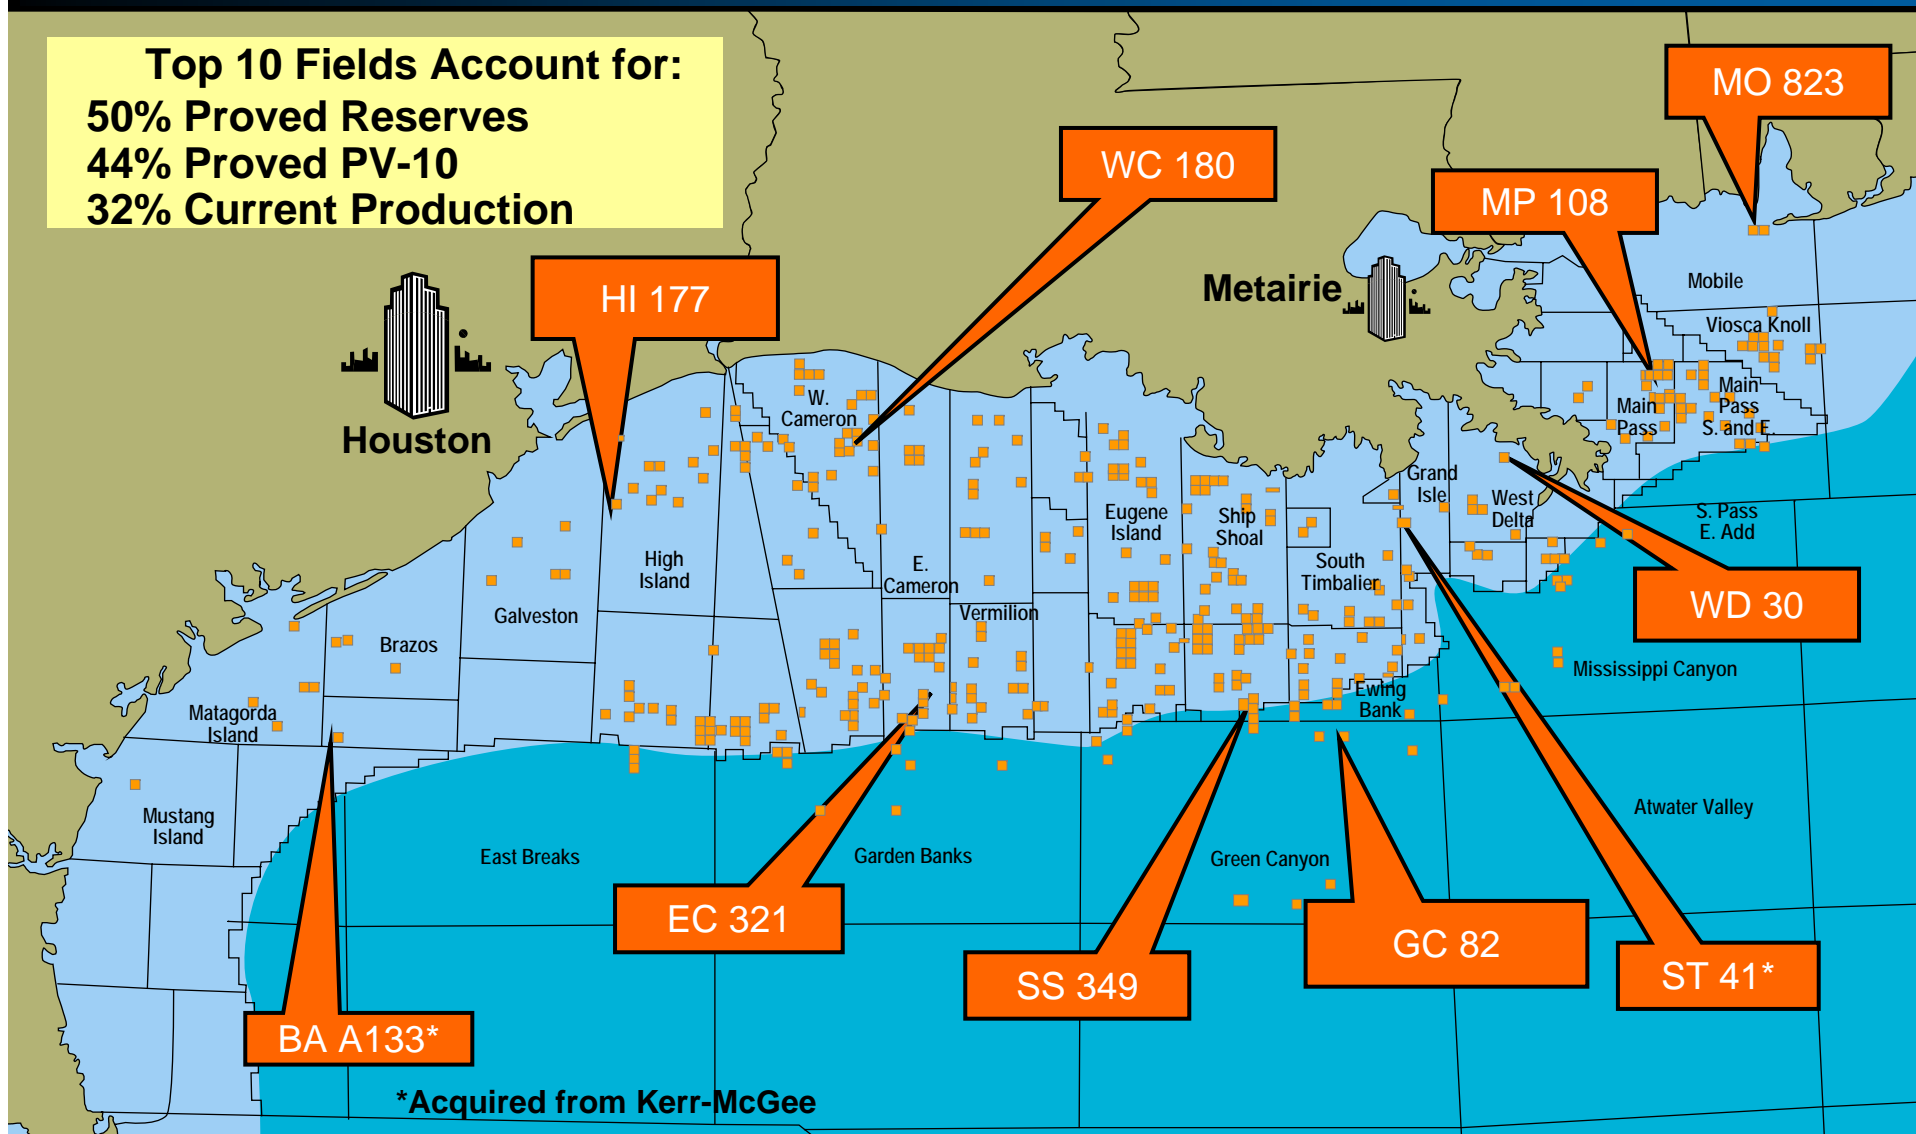 Top 10 Fields Account for:
50% Proved Reserves
44% Proved PV-10
32% Current Production
MO 823
WC 180
MP 108
HI 177
Metairie
Houston
Mobile
Viosca Knoll
Main
Pass
S. and E.
Main
Pass
W.
Cameron
Grand
Isle
West
Delta
S. Pass
E. Add
Eugene
Island
Ship
Shoal
South
Timbalier
High
Island
E.
Cameron
Vermilion
Galveston
Brazos
WD 30
Mississippi Canyon
Ewing
Bank
Matagorda
Island
Mustang
Island
East Breaks
Garden Banks
Green Canyon
Atwater Valley
EC 321
SS 349
GC 82
ST 41*
BA A133*
*Acquired from Kerr-McGee